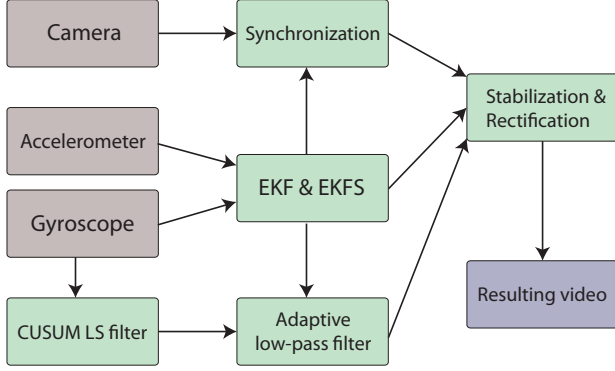 Camera
Synchronization
Stabilization &
Rectification
Accelerometer
EKF & EKFS
Gyroscope
Resulting video
CUSUM LS filter
Adaptive
low-pass filter